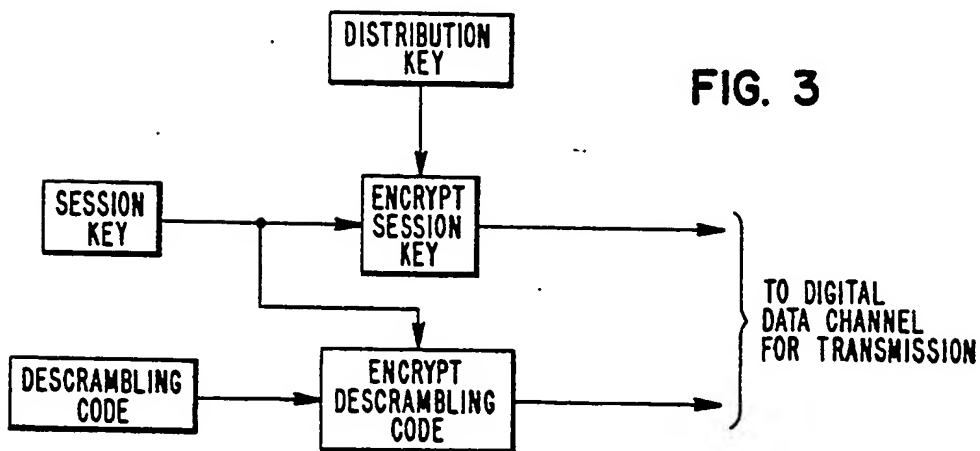 DISTRIBUTION
KEY
FIG. 3
SESSION
KEY
ENCRYPT
SESSION
KEY
TO DIGITAL
DATA CHANNEL
FOR TRANSMISSION
DESCRAMBLING
CODE
ENCRYPT
DESCRAMBLING
CODE